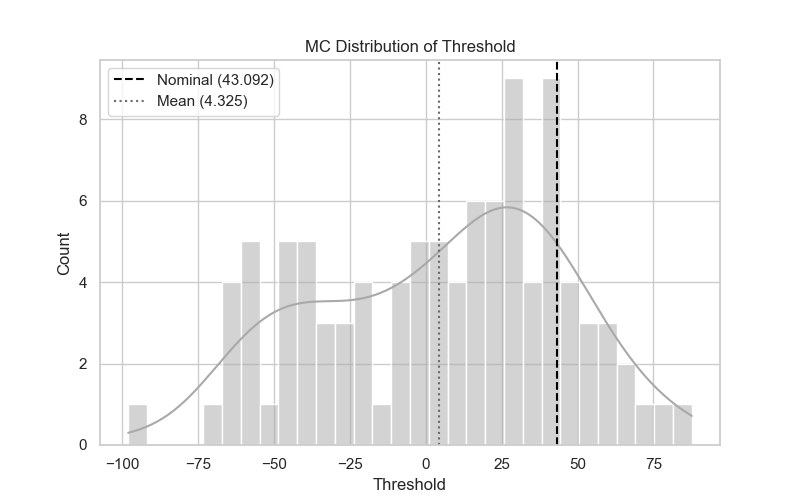 MC Distribution of Threshold
Nominal (43.092)
Mean (4.325)
Count
8
6
4
2
0
−100 −75 −50 −25 0 25 50 75
Threshold